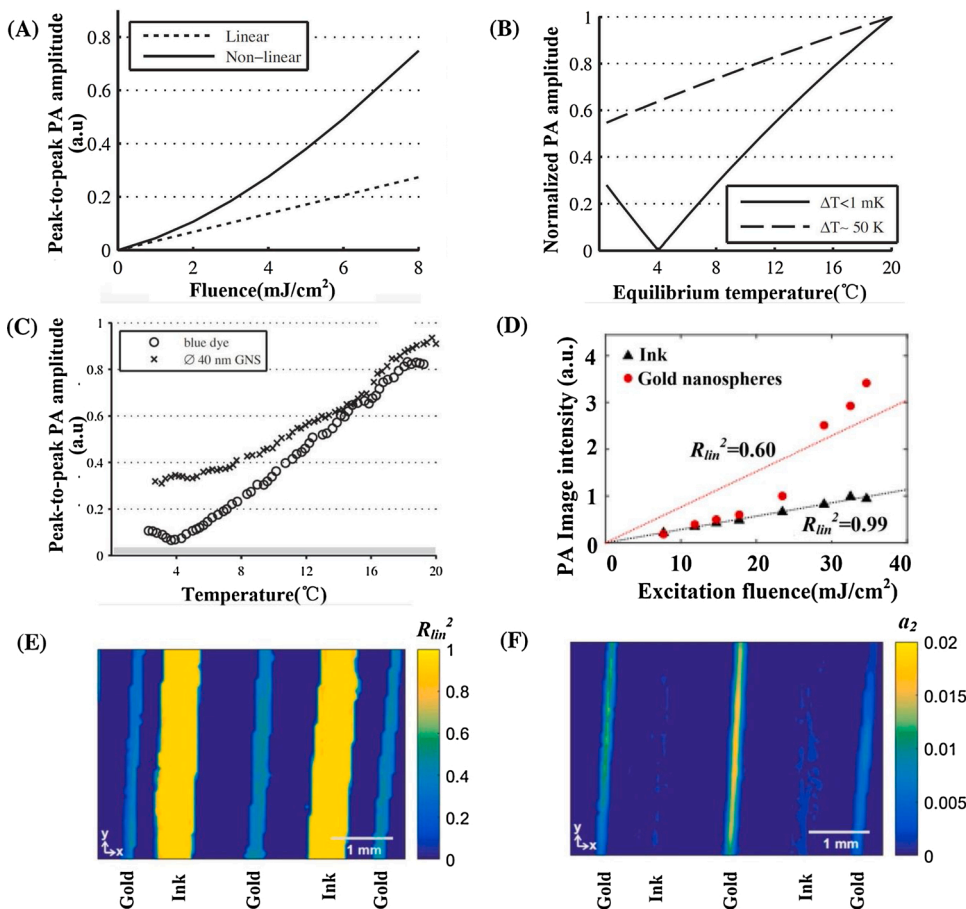 (A)
Peak-to-peak PA amplitude
(a.u)
0.8
0.6
0.4
0.2
0
Linear
Non-linear
0 2 4 6 8
Fluence(mJ/cm²)
(B)
Normalized PA amplitude
1
0.8
0.6
0.4
0.2
0
ΔT<1 mK
ΔT~ 50 K
4 8 12 16 20
Equilibrium temperature(℃)
(C)
Peak-to-peak PA amplitude
(a.u)
1
0.8
0.6
0.4
0.2
0
blue dye
∅ 40 nm GNS
4 8 12 16 20
Temperature(℃)
(D)
PA Image intensity (a.u.)
4
3
2
1
0
Ink
Gold nanospheres
R_lin²=0.60
R_lin²=0.99
0 10 20 30 40
Excitation fluence(mJ/cm²)
(E)
R_lin²
1
0.8
0.6
0.4
0.2
0
y
x
1 mm
Gold Ink Gold Ink Gold
(F)
a₂
0.02
0.015
0.01
0.005
0
y
x
1 mm
Gold Ink Gold Ink Gold